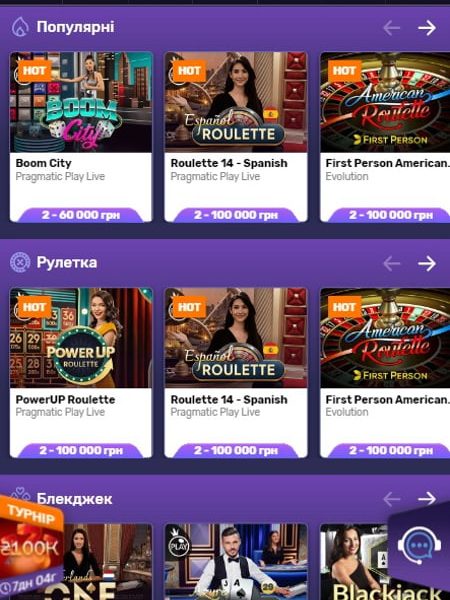 Популярні
HOT
BOOM
City
Boom City
Pragmatic Play Live
2 - 60 000 грн
HOT
Español
ROULETTE
Roulette 14 - Spanish
Pragmatic Play Live
2 - 100 000 грн
HOT
American
Roulette
FIRST PERSON
First Person American.
Evolution
2 - 100 000 грн
Рулетка
HOT
POWERUP
ROULETTE
PowerUP Roulette
Pragmatic Play Live
2 - 100 000 грн
HOT
Español
ROULETTE
Roulette 14 - Spanish
Pragmatic Play Live
2 - 100 000 грн
HOT
American
Roulette
FIRST PERSON
First Person American.
Evolution
2 - 100 000 грн
Блекджек
ТУРНІР
₴100K
7дн 04г
ONE
PLAY
Blackjack